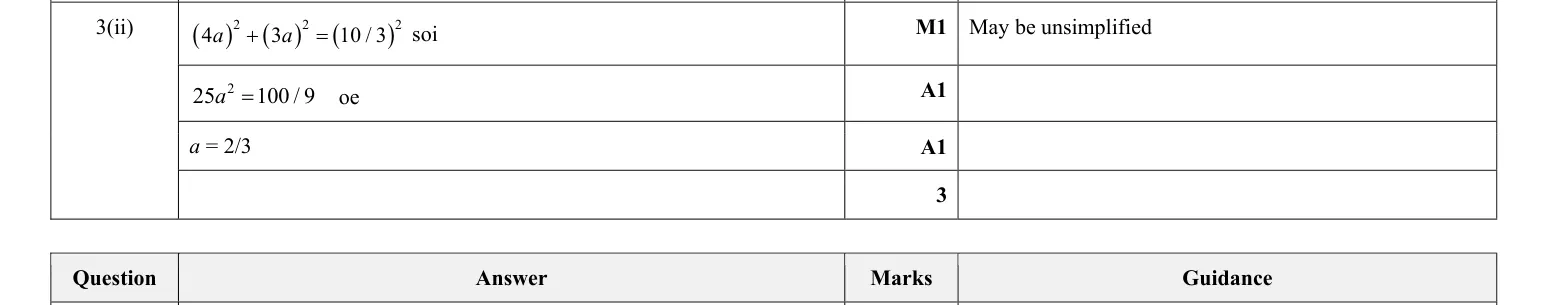 3(ii) (4a)² + (3a)² = (10 / 3)² soi M1 May be unsimplified
25a² = 100 / 9 oe A1
a = 2/3 A1
3
Question Answer Marks Guidance